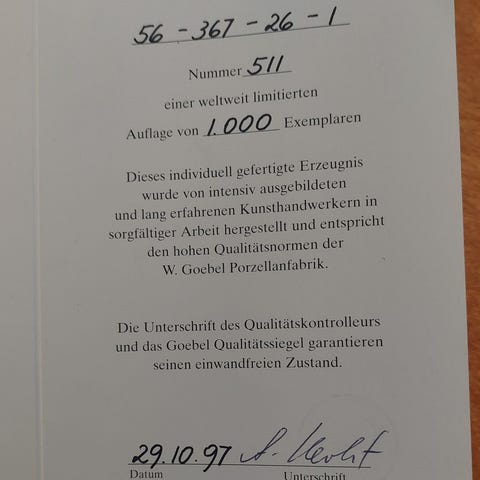 56 - 367 - 26 - 1
Nummer 511
einer weltweit limitierten
Auflage von 1.000 Exemplaren
Dieses individuell gefertigte Erzeugnis
wurde von intensiv ausgebildeten
und lang erfahrenen Kunsthandwerkern in
sorgfältiger Arbeit hergestellt und entspricht
den hohen Qualitätsnormen der
W. Goebel Porzellanfabrik.
Die Unterschrift des Qualitätskontrolleurs
und das Goebel Qualitätssiegel garantieren
seinen einwandfreien Zustand.
29.10.97
Datum Unterschrift